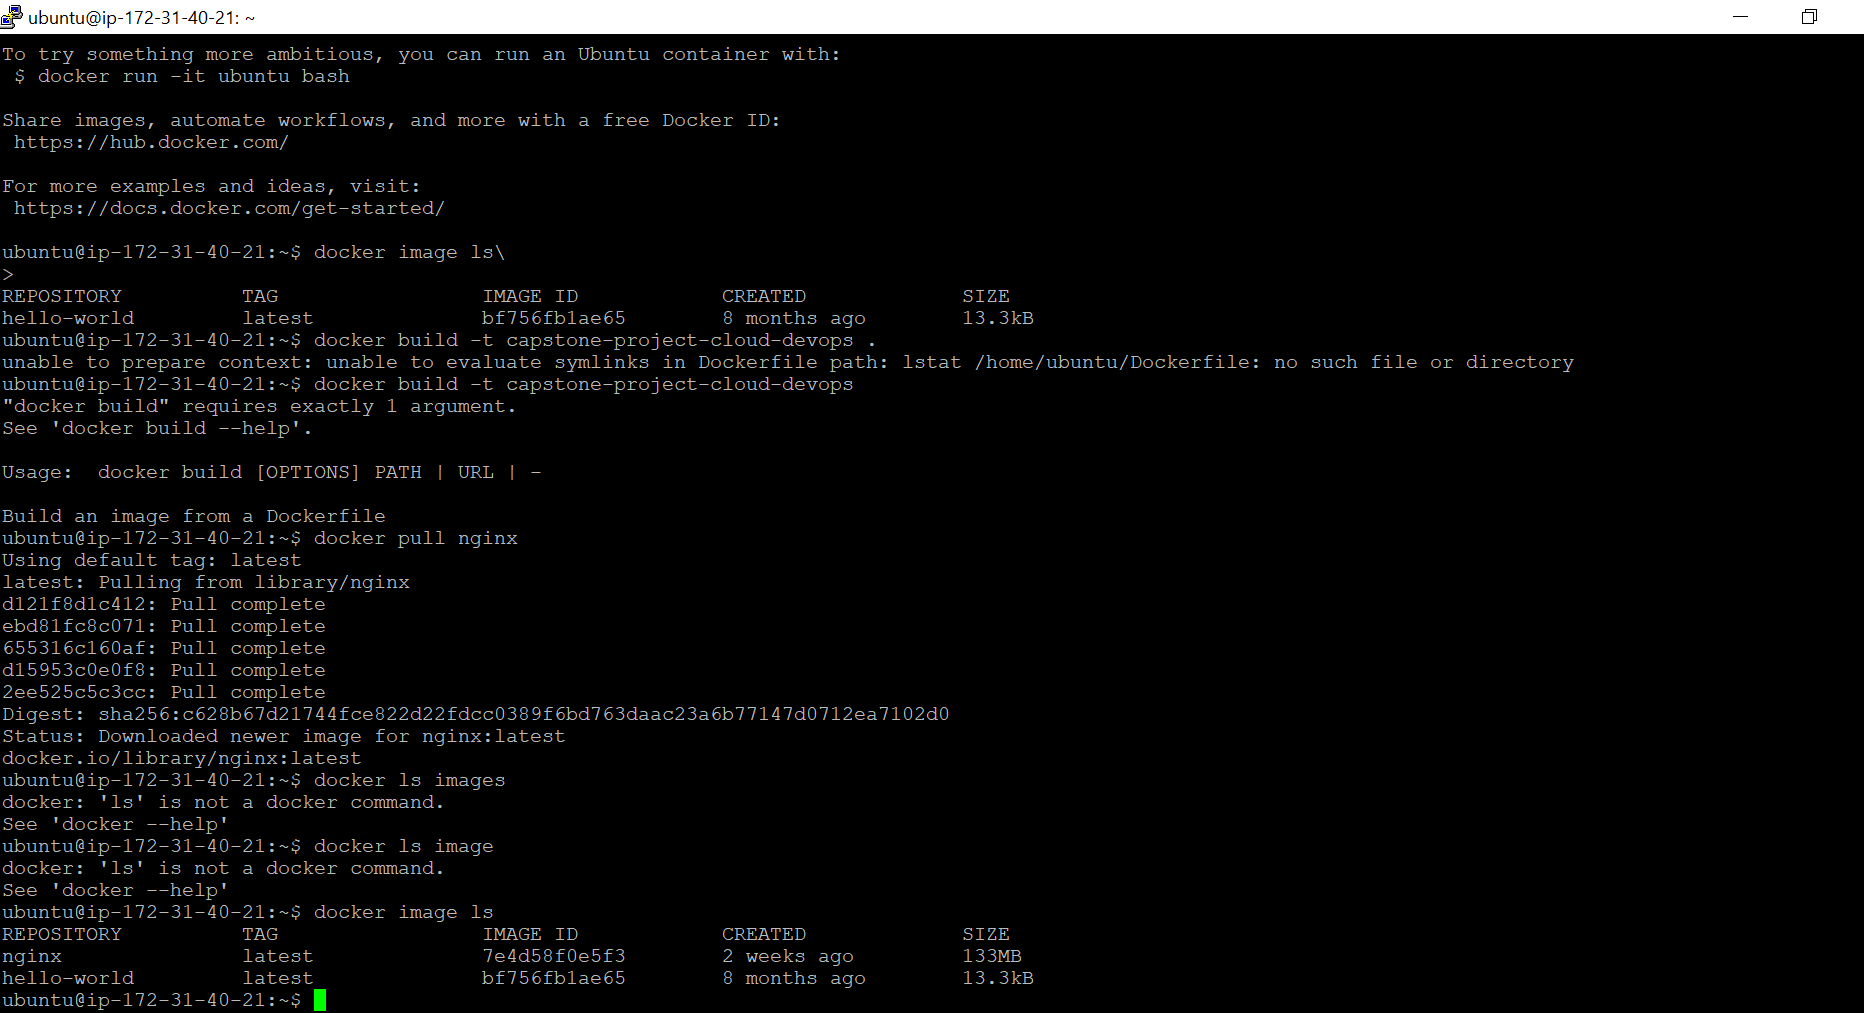 ubuntu@ip-172-31-40-21: ~
To try something more ambitious, you can run an Ubuntu container with:
 $ docker run -it ubuntu bash
Share images, automate workflows, and more with a free Docker ID:
 https://hub.docker.com/
For more examples and ideas, visit:
 https://docs.docker.com/get-started/
ubuntu@ip-172-31-40-21:~$ docker image ls\
>
REPOSITORY          TAG                 IMAGE ID            CREATED             SIZE
hello-world         latest              bf756fb1ae65        8 months ago        13.3kB
ubuntu@ip-172-31-40-21:~$ docker build -t capstone-project-cloud-devops .
unable to prepare context: unable to evaluate symlinks in Dockerfile path: lstat /home/ubuntu/Dockerfile: no such file or directory
ubuntu@ip-172-31-40-21:~$ docker build -t capstone-project-cloud-devops
"docker build" requires exactly 1 argument.
See 'docker build --help'.
Usage:  docker build [OPTIONS] PATH | URL | -
Build an image from a Dockerfile
ubuntu@ip-172-31-40-21:~$ docker pull nginx
Using default tag: latest
latest: Pulling from library/nginx
d121f8d1c412: Pull complete
ebd81fc8c071: Pull complete
655316c160af: Pull complete
d15953c0e0f8: Pull complete
2ee525c5c3cc: Pull complete
Digest: sha256:c628b67d21744fce822d22fdcc0389f6bd763daac23a6b77147d0712ea7102d0
Status: Downloaded newer image for nginx:latest
docker.io/library/nginx:latest
ubuntu@ip-172-31-40-21:~$ docker ls images
docker: 'ls' is not a docker command.
See 'docker --help'
ubuntu@ip-172-31-40-21:~$ docker ls image
docker: 'ls' is not a docker command.
See 'docker --help'
ubuntu@ip-172-31-40-21:~$ docker image ls
REPOSITORY          TAG                 IMAGE ID            CREATED             SIZE
nginx               latest              7e4d58f0e5f3        2 weeks ago         133MB
hello-world         latest              bf756fb1ae65        8 months ago        13.3kB
ubuntu@ip-172-31-40-21:~$